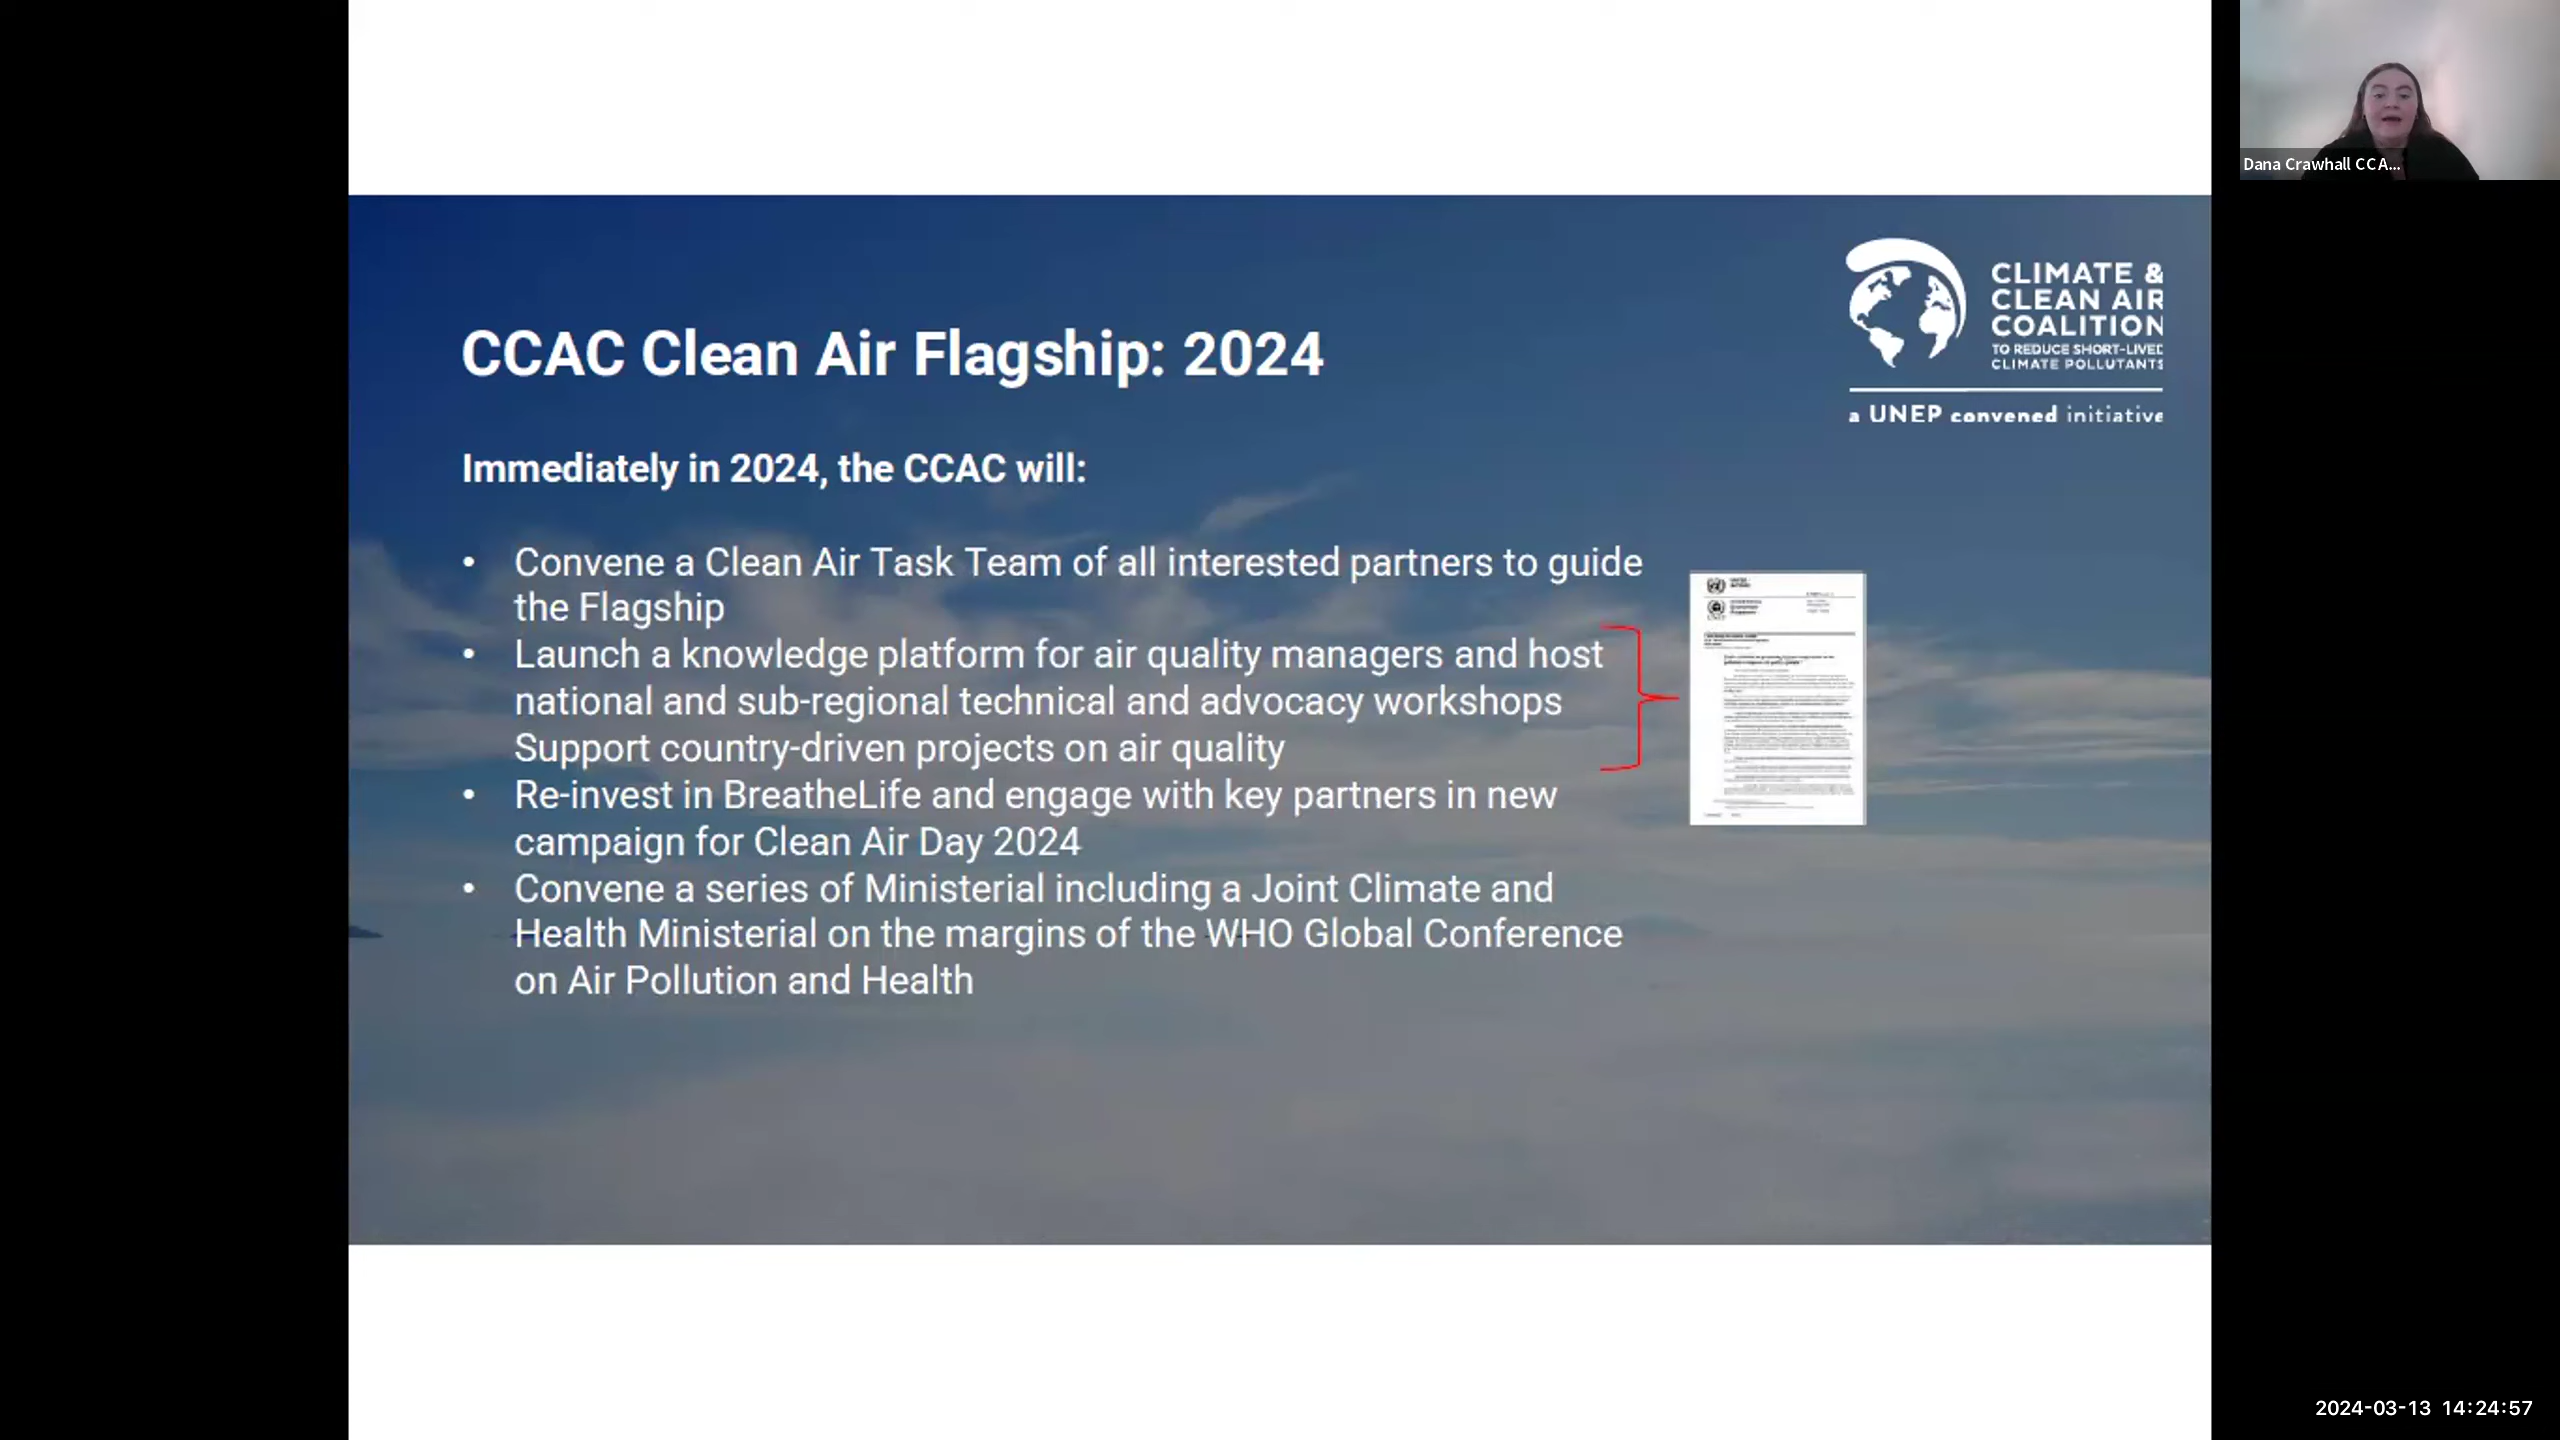 CLIMATE &
CLEAN AIR
COALITION
TO REDUCE SHORT-LIVED
CLIMATE POLLUTANTS
a UNEP convened initiative
Dana Crawhall CCA...
CCAC Clean Air Flagship: 2024
Immediately in 2024, the CCAC will:
• Convene a Clean Air Task Team of all interested partners to guide
the Flagship
• Launch a knowledge platform for air quality managers and host
national and sub-regional technical and advocacy workshops
Support country-driven projects on air quality
• Re-invest in BreatheLife and engage with key partners in new
campaign for Clean Air Day 2024
• Convene a series of Ministerial including a Joint Climate and
Health Ministerial on the margins of the WHO Global Conference
on Air Pollution and Health
2024-03-13 14:24:57